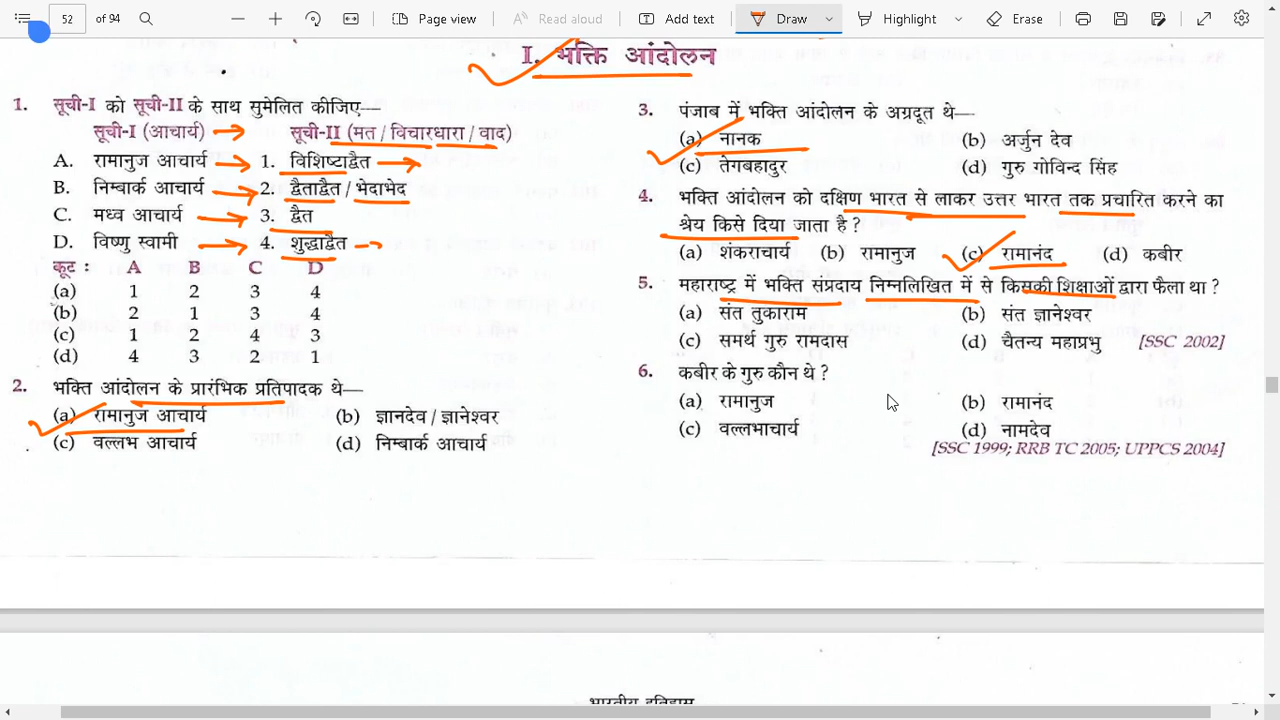 52 of 94 Page view Read aloud Add text Draw Highlight Erase
I. भक्ति आंदोलन
1. सूची-I को सूची-II के साथ सुमेलित कीजिए—
सूची-I (आचार्य) सूची-II (मत / विचारधारा / वाद)
A. रामानुज आचार्य 1. विशिष्टाद्वैत
B. निम्बार्क आचार्य 2. द्वैताद्वैत / भेदाभेद
C. मध्व आचार्य 3. द्वैत
D. विष्णु स्वामी 4. शुद्धाद्वैत
कूट : A B C D
(a) 1 2 3 4
(b) 2 1 3 4
(c) 1 2 4 3
(d) 4 3 2 1
2. भक्ति आंदोलन के प्रारंभिक प्रतिपादक थे—
(a) रामानुज आचार्य (b) ज्ञानदेव / ज्ञानेश्वर
(c) वल्लभ आचार्य (d) निम्बार्क आचार्य
3. पंजाब में भक्ति आंदोलन के अग्रदूत थे—
(a) नानक (b) अर्जुन देव
(c) तेगबहादुर (d) गुरु गोविन्द सिंह
4. भक्ति आंदोलन को दक्षिण भारत से लाकर उत्तर भारत तक प्रचारित करने का
श्रेय किसे दिया जाता है ?
(a) शंकराचार्य (b) रामानुज (c) रामानंद (d) कबीर
5. महाराष्ट्र में भक्ति संप्रदाय निम्नलिखित में से किसकी शिक्षाओं द्वारा फैला था ?
(a) संत तुकाराम (b) संत ज्ञानेश्वर
(c) समर्थ गुरु रामदास (d) चैतन्य महाप्रभु [SSC 2002]
6. कबीर के गुरु कौन थे ?
(a) रामानुज (b) रामानंद
(c) वल्लभाचार्य (d) नामदेव
[SSC 1999; RRB TC 2005; UPPCS 2004]
भारतीय इतिहास